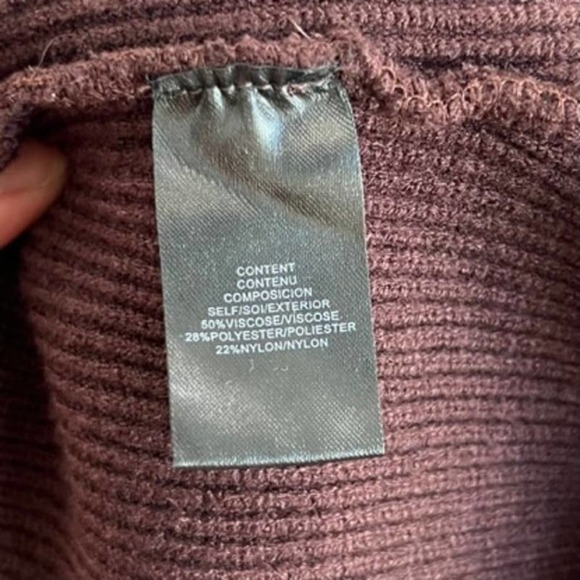 CONTENT
CONTENU
COMPOSICION
SELF/SOI/EXTERIOR
50%VISCOSE/VISCOSE
28%POLYESTER/POLIESTER
22%NYLON/NYLON